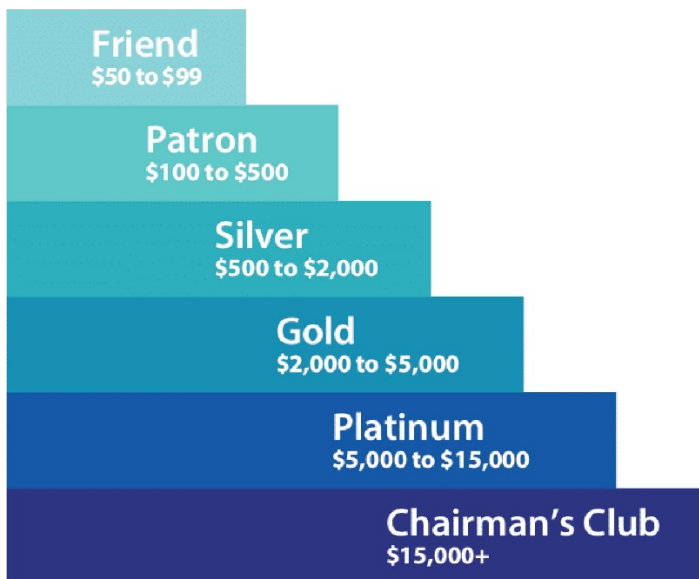 Friend
$50 to $99
Patron
$100 to $500
Silver
$500 to $2,000
Gold
$2,000 to $5,000
Platinum
$5,000 to $15,000
Chairman’s Club
$15,000+